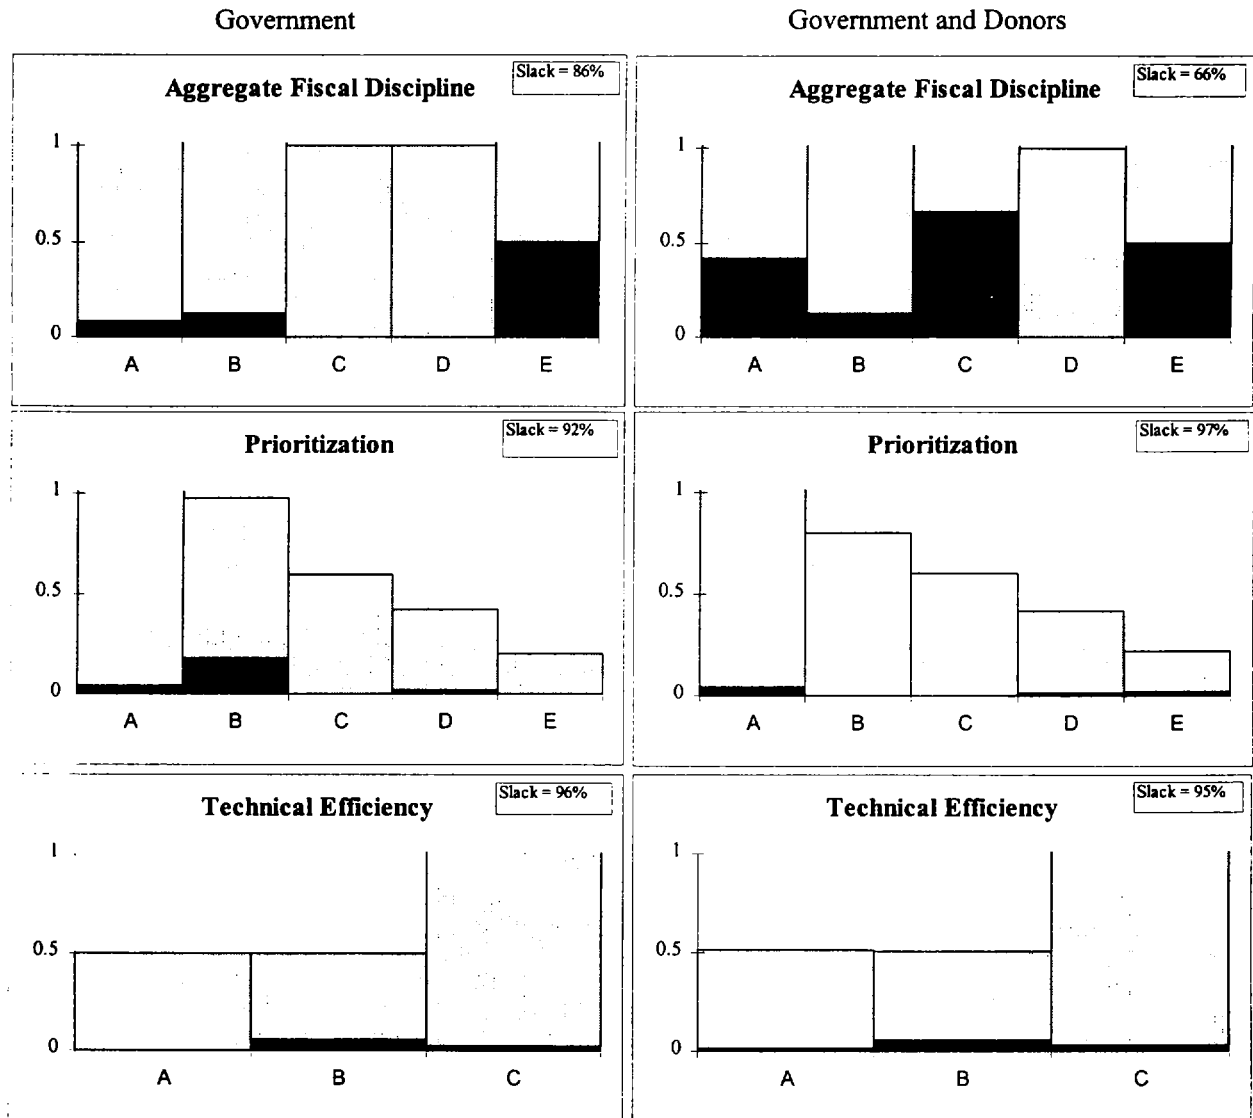 Government
Government and Donors
Slack = 86%
Aggregate Fiscal Discipline
1
0.5
0
A B C D E
Slack = 66%
Aggregate Fiscal Discipline
1
0.5
0
A B C D E
Slack = 92%
Prioritization
1
0.5
0
A B C D E
Slack = 97%
Prioritization
1
0.5
0
A B C D E
Slack = 96%
Technical Efficiency
1
0.5
0
A B C
Slack = 95%
Technical Efficiency
1
0.5
0
A B C